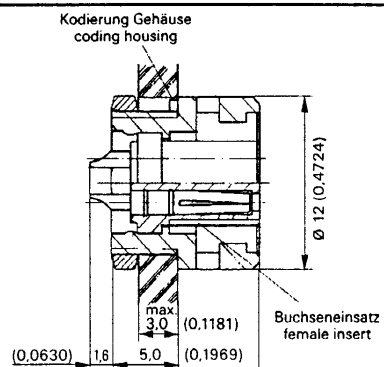 Kodierung Gehäuse
coding housing
Ø 12 (0.4724)
max.
3,0 (0,1181)
Buchseneinsatz
female insert
(0,0630) 1,6 5,0 (0,1969)